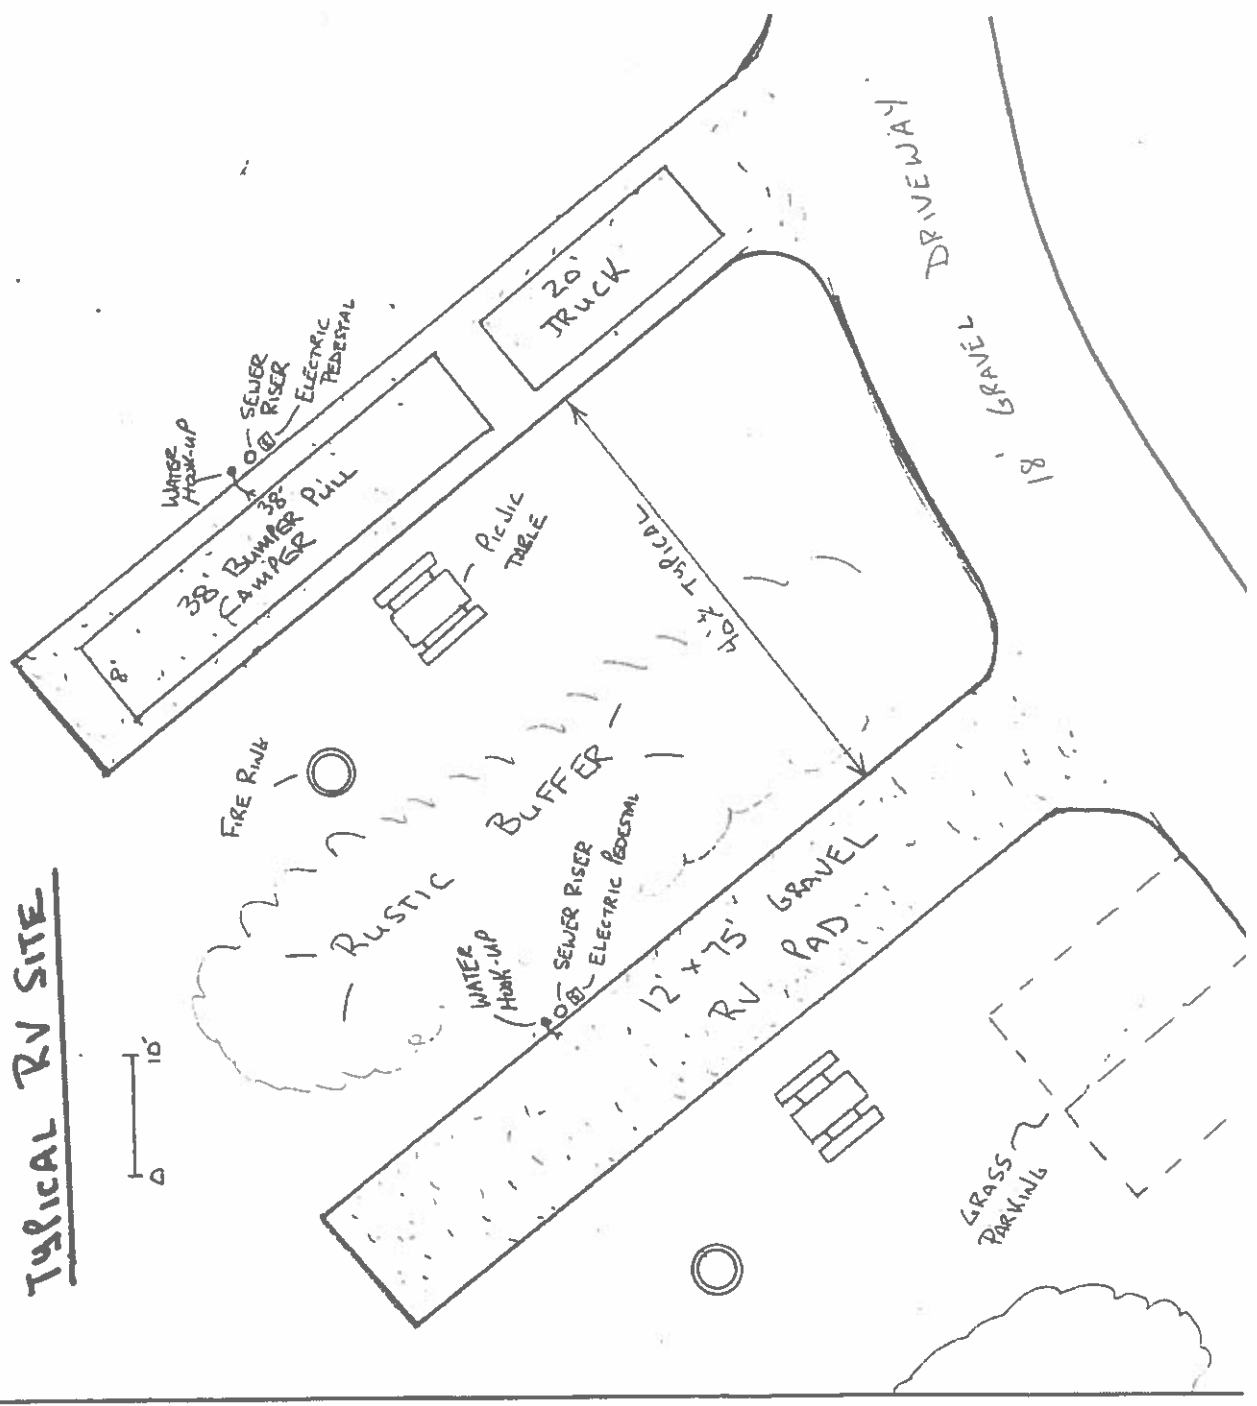 TYPICAL RV SITE
0 10'
WATER
HOOK-UP
SEWER
RISER
ELECTRIC
PEDESTAL
20'
TRUCK
38'
38' BUMPER PULL
CAMPER
8'
PICNIC
TABLE
FIRE RING
40'± TYPICAL
18' GRAVEL DRIVEWAY
RUSTIC BUFFER
WATER
HOOK-UP
SEWER RISER
ELECTRIC PEDESTAL
E
12' x 75' GRAVEL
RV PAD
GRASS
PARKING